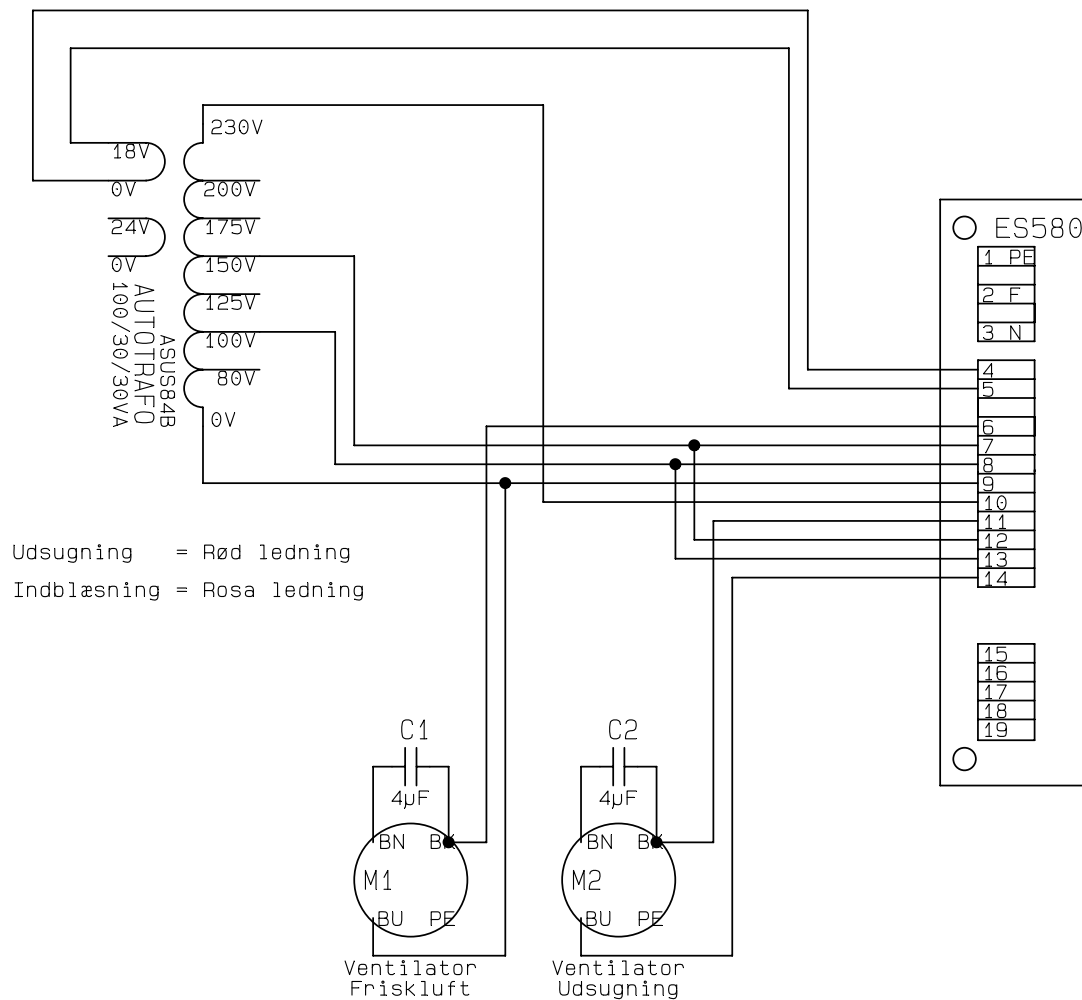 230V
18V
0V
200V
24V
175V
0V
150V
125V
100V
80V
0V
AUTOTRAFO
100/30/30VA
ASUS84B
ES580
1 PE
2 F
3 N
4
5
6
7
8
9
10
11
12
13
14
15
16
17
18
19
Udsugning = Rød ledning
Indblæsning = Rosa ledning
C1
4µF
BN BK
M1
BU PE
Ventilator
Friskluft
C2
4µF
BN BK
M2
BU PE
Ventilator
Udsugning